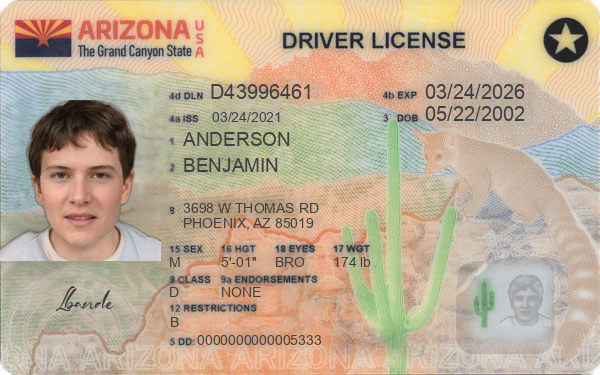 ARIZONA USA
The Grand Canyon State
DRIVER LICENSE
4d DLN D43996461 4b EXP 03/24/2026
4a ISS 03/24/2021 3 DOB 05/22/2002
1 ANDERSON
2 BENJAMIN
8 3698 W THOMAS RD
PHOENIX, AZ 85019
15 SEX 16 HGT 18 EYES 17 WGT
M 5'-01" BRO 174 lb
9 CLASS 9a ENDORSEMENTS
D NONE
12 RESTRICTIONS
B
5 DD: 0000000000005333
ARIZONA ARIZONA ARIZONA ARIZONA